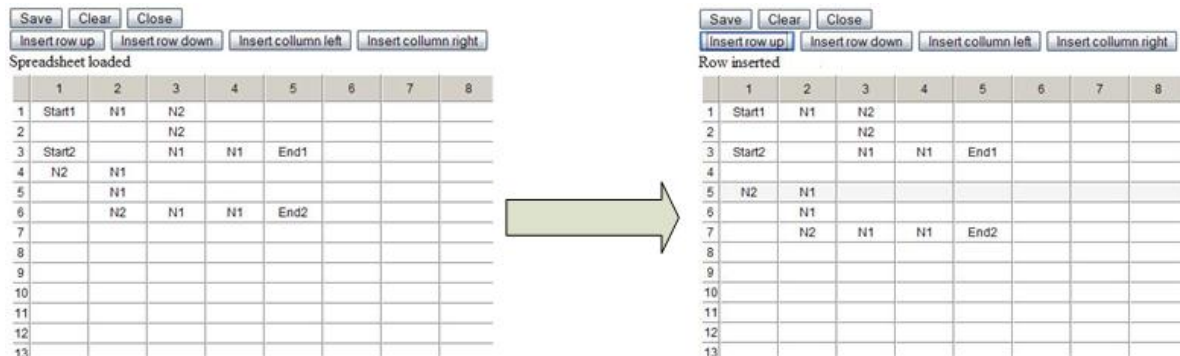 Save Clear Close
Insert row up Insert row down Insert collumn left Insert collumn right
Spreadsheet loaded
1 2 3 4 5 6 7 8
1 Start1 N1 N2
2 N2
3 Start2 N1 N1 End1
4 N2 N1
5 N1
6 N2 N1 N1 End2
7
8
9
10
11
12
13
Save Clear Close
Insert row up Insert row down Insert collumn left Insert collumn right
Row inserted
1 2 3 4 5 6 7 8
1 Start1 N1 N2
2 N2
3 Start2 N1 N1 End1
4
5 N2 N1
6 N1
7 N2 N1 N1 End2
8
9
10
11
12
13